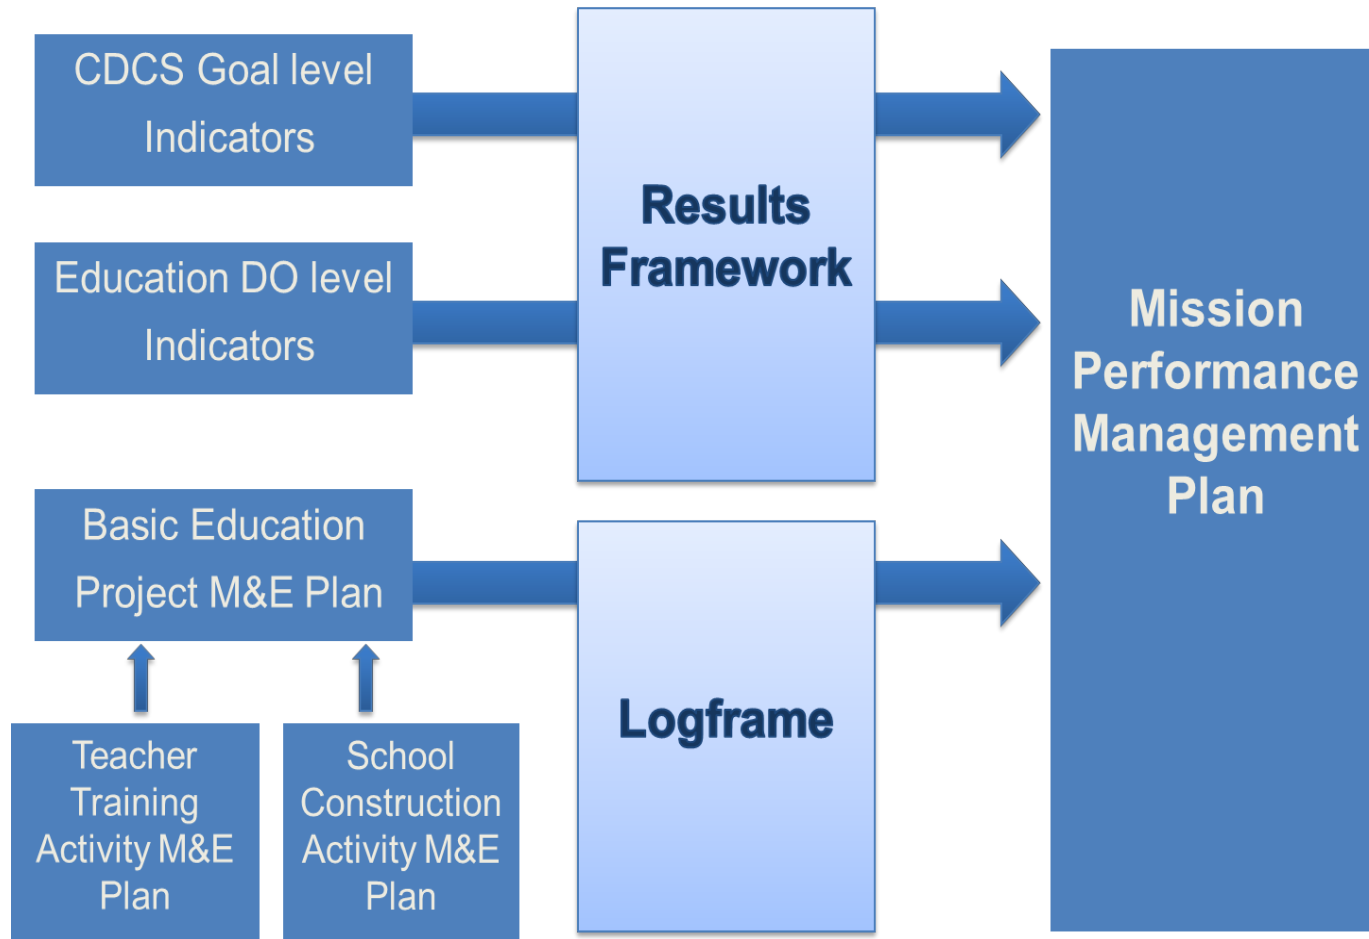 CDCS Goal level
Indicators
Education DO level
Indicators
Basic Education
Project M&E Plan
Teacher
Training
Activity M&E
Plan
School
Construction
Activity M&E
Plan
Results
Framework
Logframe
Mission
Performance
Management
Plan